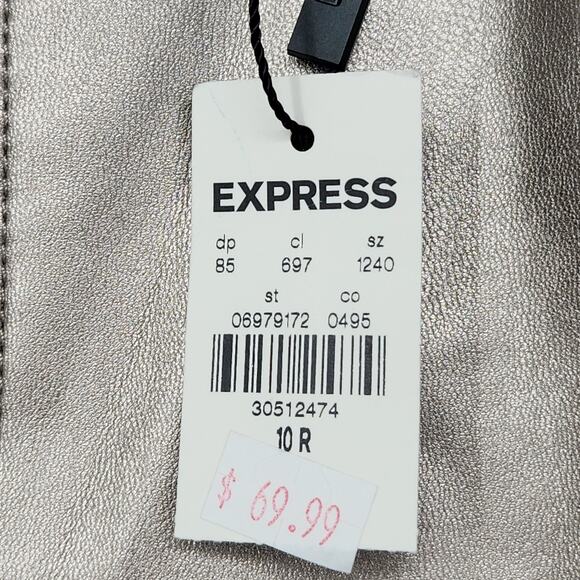 EXPRESS
dp cl sz
85 697 1240
st co
06979172 0495
30512474
10 R
$ 69.99